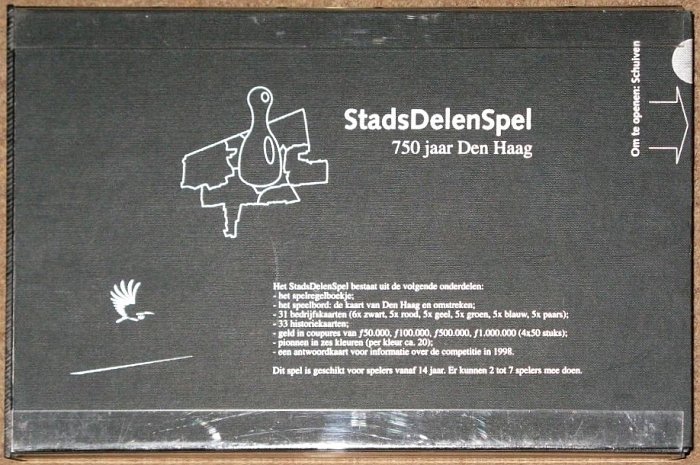 StadsDelenSpel
750 jaar Den Haag
Om te openen: Schuiven
Het StadsDelenSpel bestaat uit de volgende onderdelen:
- het spelregelboekje;
- het speelbord: de kaart van Den Haag en omstreken;
- 31 bedrijfskaarten (6x zwart, 5x rood, 5x geel, 5x groen, 5x blauw, 5x paars);
- 33 historiekaarten;
- geld in coupures van ƒ50.000, ƒ100.000, ƒ500.000, ƒ1.000.000 (4x50 stuks);
- pionnen in zes kleuren (per kleur ca. 20);
- een antwoordkaart voor informatie over de competitie in 1998.
Dit spel is geschikt voor spelers vanaf 14 jaar. Er kunnen 2 tot 7 spelers mee doen.